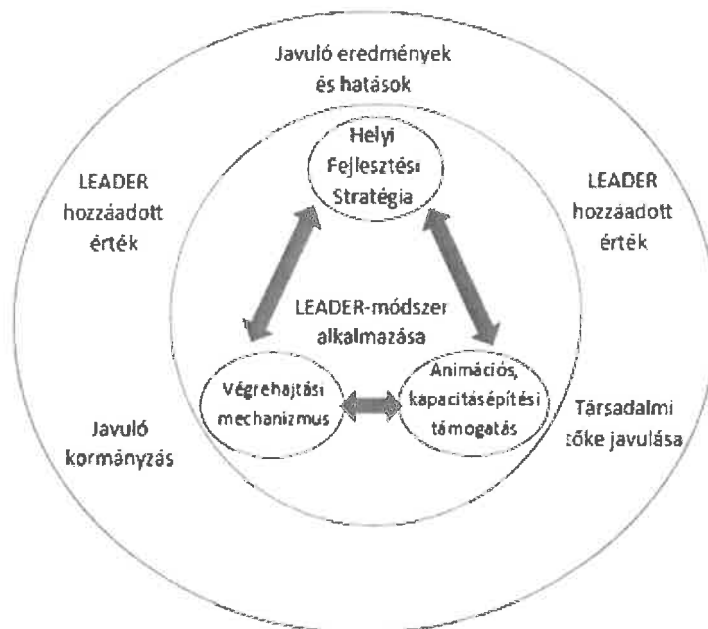 Javuló eredmények
és hatások
Helyi
Fejlesztési
Stratégia
LEADER
hozzáadott
érték
LEADER
hozzáadott
érték
LEADER-módszer
alkalmazása
Végrehajtási
mechanizmus
Animációs,
kapacitásépítési
támogatás
Javuló
kormányzás
Társadalmi
tőke javulása